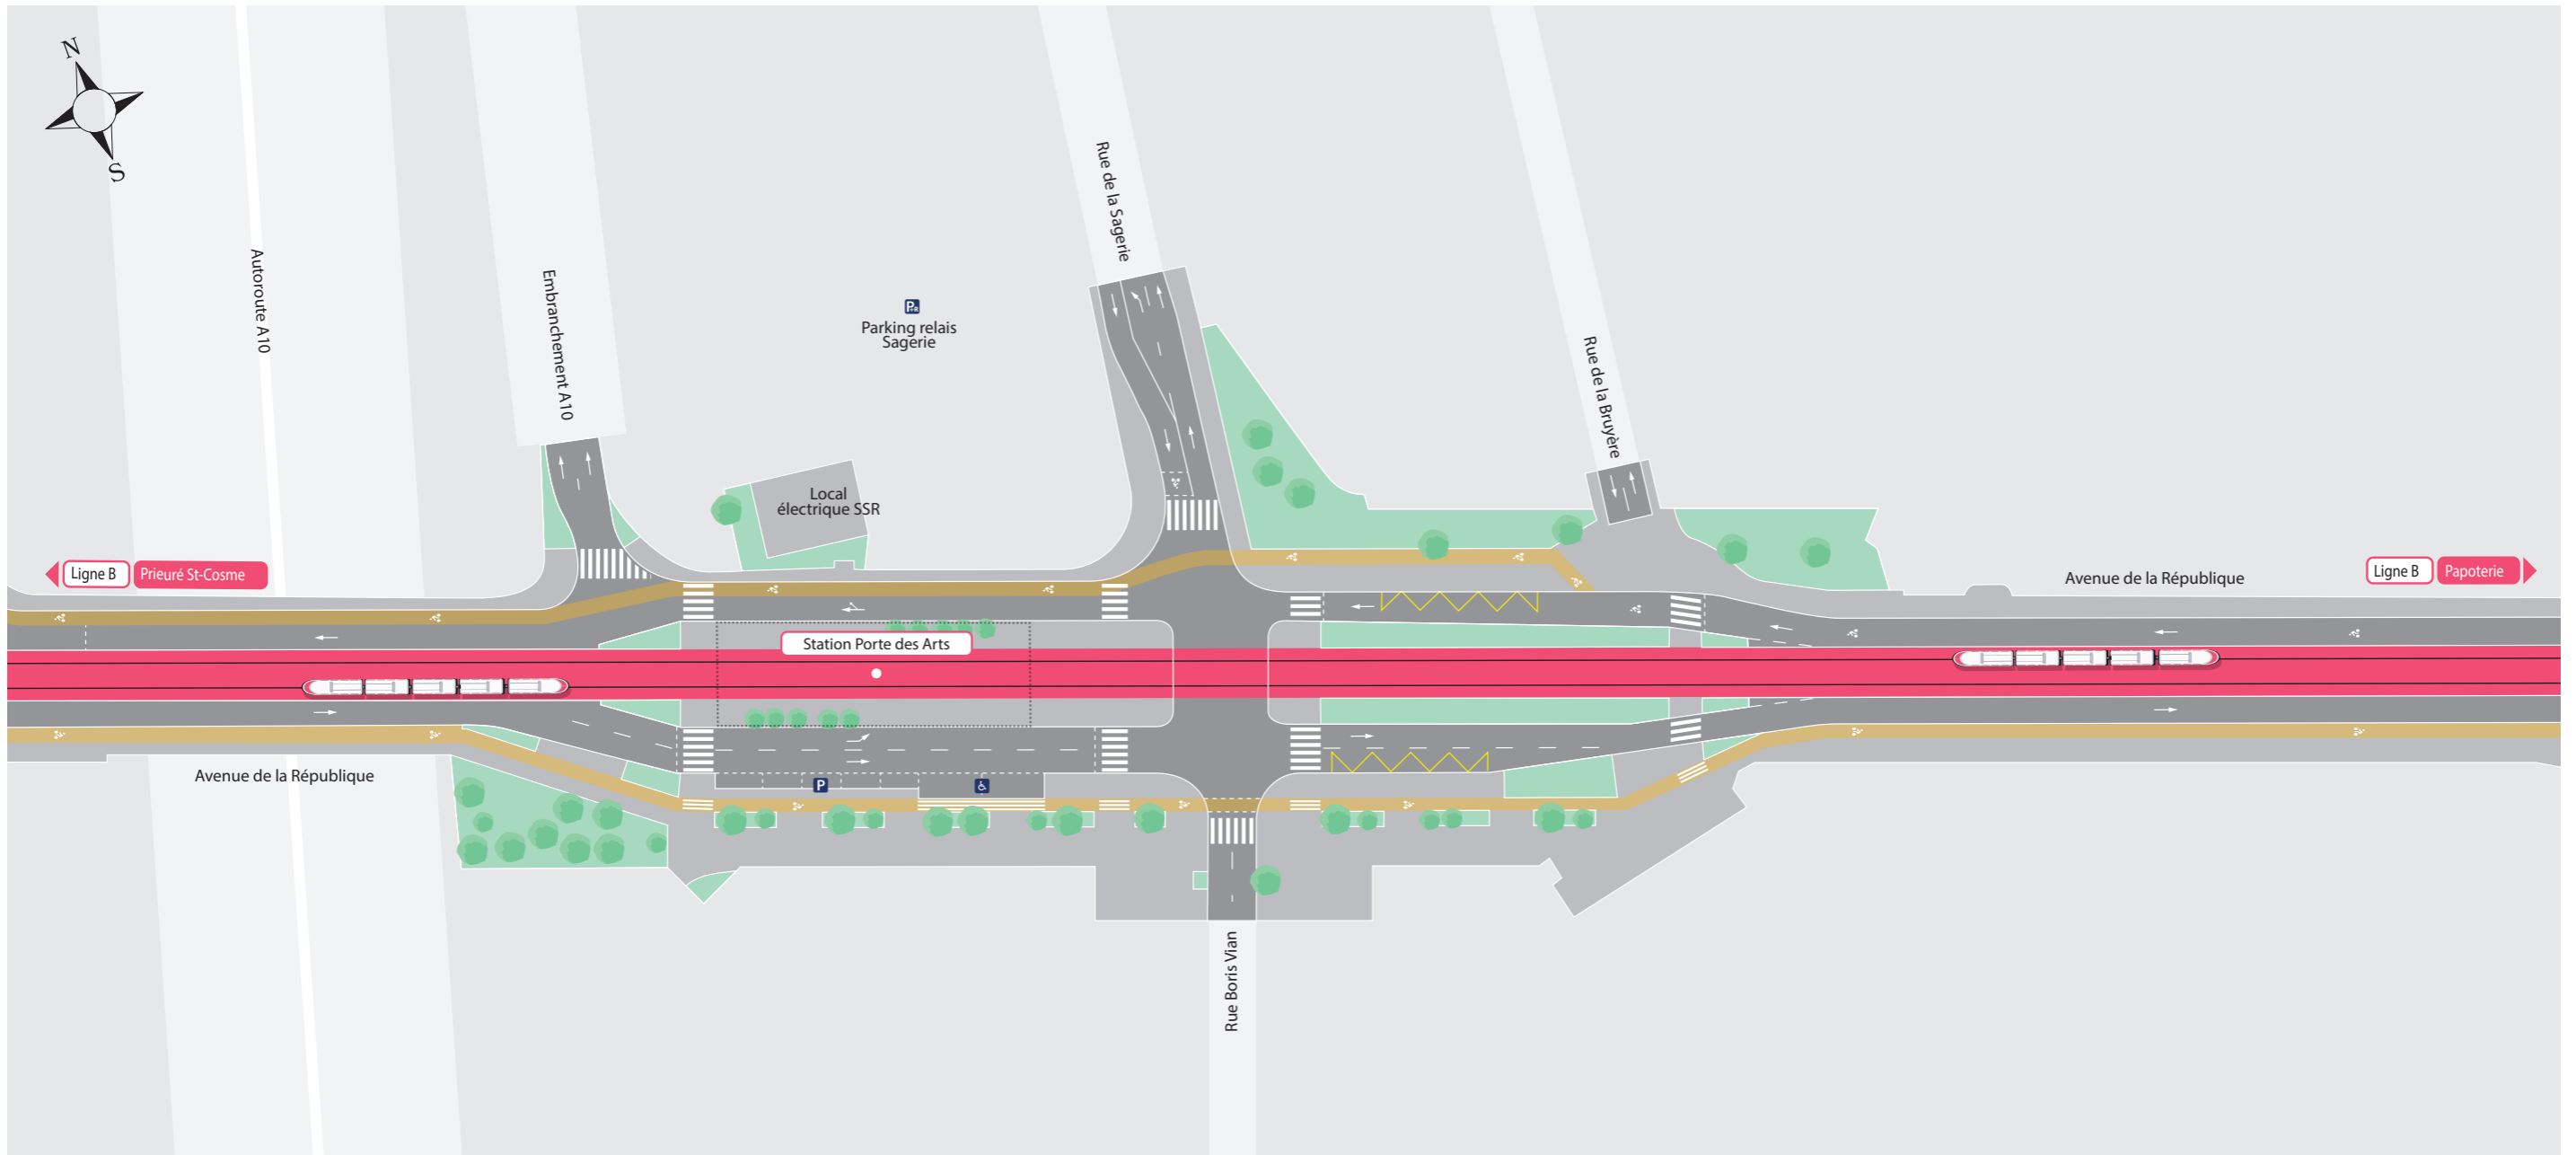 N
S
Autoroute A10
Embranchement A10
P+R
Parking relais
Sagerie
Rue de la Sagerie
Rue de la Bruyère
Local
électrique SSR
Ligne B Prieuré St-Cosme
Ligne B Papoterie
Avenue de la République
Station Porte des Arts
Avenue de la République
P
Rue Boris Vian